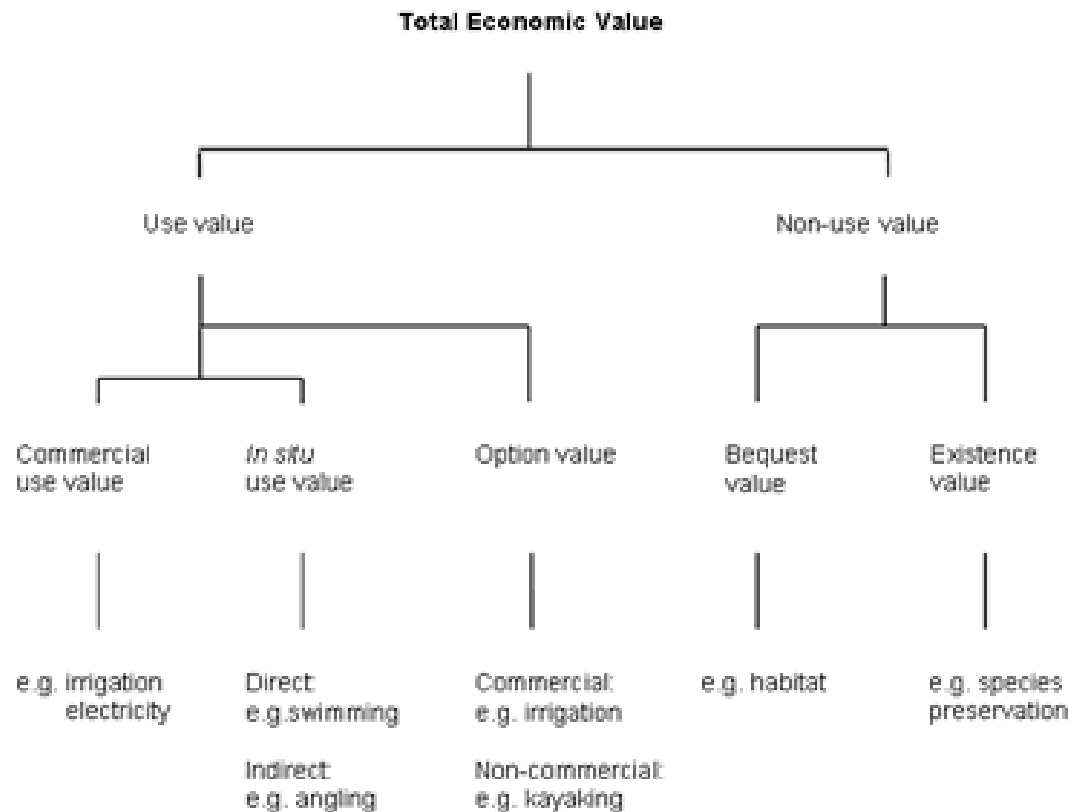 Total Economic Value
Use value
Non-use value
Commercial
use value
In situ
use value
Option value
Bequest
value
Existence
value
e.g. irrigation
electricity
Direct:
e.g.swimming
Indirect:
e.g. angling
Commercial:
e.g. irrigation
Non-commercial:
e.g. kayaking
e.g. habitat
e.g. species
preservation